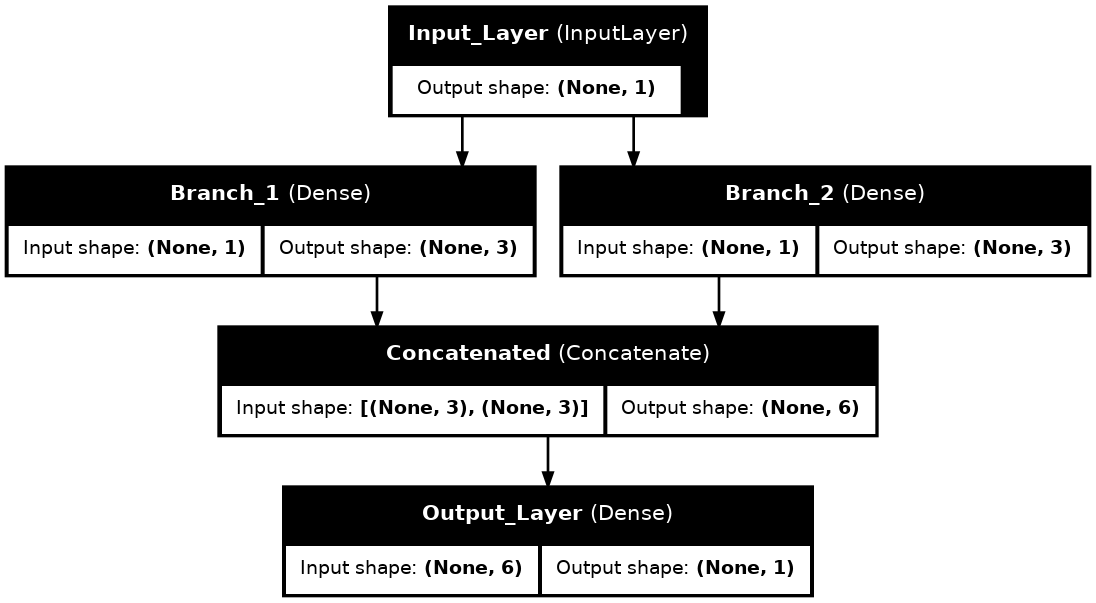 Input_Layer (InputLayer)
Output shape: (None, 1)
Branch_1 (Dense)
Input shape: (None, 1) Output shape: (None, 3)
Branch_2 (Dense)
Input shape: (None, 1) Output shape: (None, 3)
Concatenated (Concatenate)
Input shape: [(None, 3), (None, 3)] Output shape: (None, 6)
Output_Layer (Dense)
Input shape: (None, 6) Output shape: (None, 1)